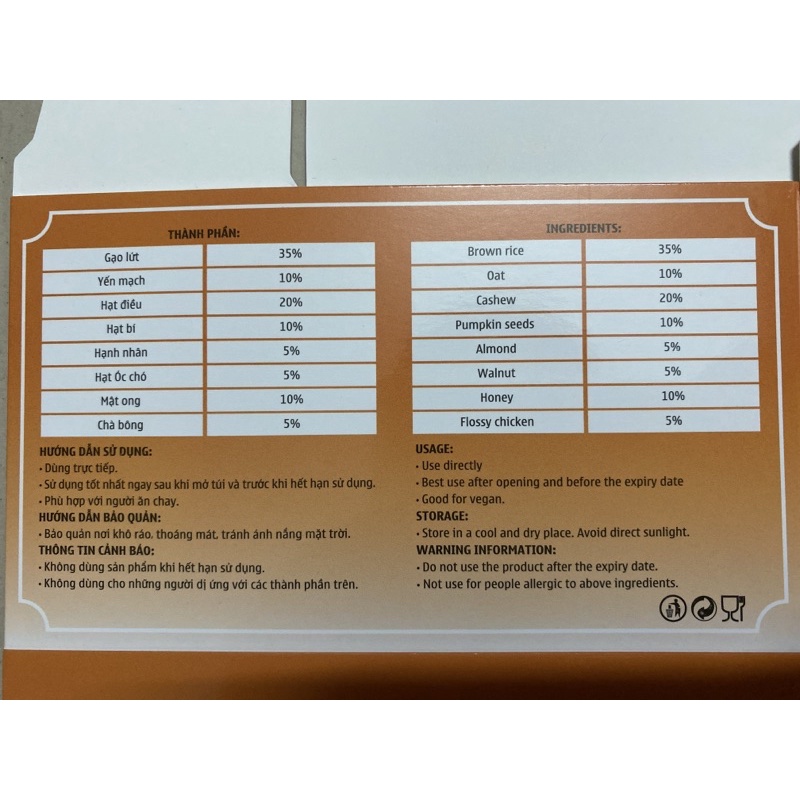 THÀNH PHẦN:
Gạo lứt 35%
Yến mạch 10%
Hạt điều 20%
Hạt bí 10%
Hạnh nhân 5%
Hạt Óc chó 5%
Mật ong 10%
Chà bông 5%
HƯỚNG DẪN SỬ DỤNG:
• Dùng trực tiếp.
• Sử dụng tốt nhất ngay sau khi mở túi và trước khi hết hạn sử dụng.
• Phù hợp với người ăn chay.
HƯỚNG DẪN BẢO QUẢN:
• Bảo quản nơi khô ráo, thoáng mát, tránh ánh nắng mặt trời.
THÔNG TIN CẢNH BÁO:
• Không dùng sản phẩm khi hết hạn sử dụng.
• Không dùng cho những người dị ứng với các thành phần trên.
INGREDIENTS:
Brown rice 35%
Oat 10%
Cashew 20%
Pumpkin seeds 10%
Almond 5%
Walnut 5%
Honey 10%
Flossy chicken 5%
USAGE:
• Use directly
• Best use after opening and before the expiry date
• Good for vegan.
STORAGE:
• Store in a cool and dry place. Avoid direct sunlight.
WARNING INFORMATION:
• Do not use the product after the expiry date.
• Not use for people allergic to above ingredients.